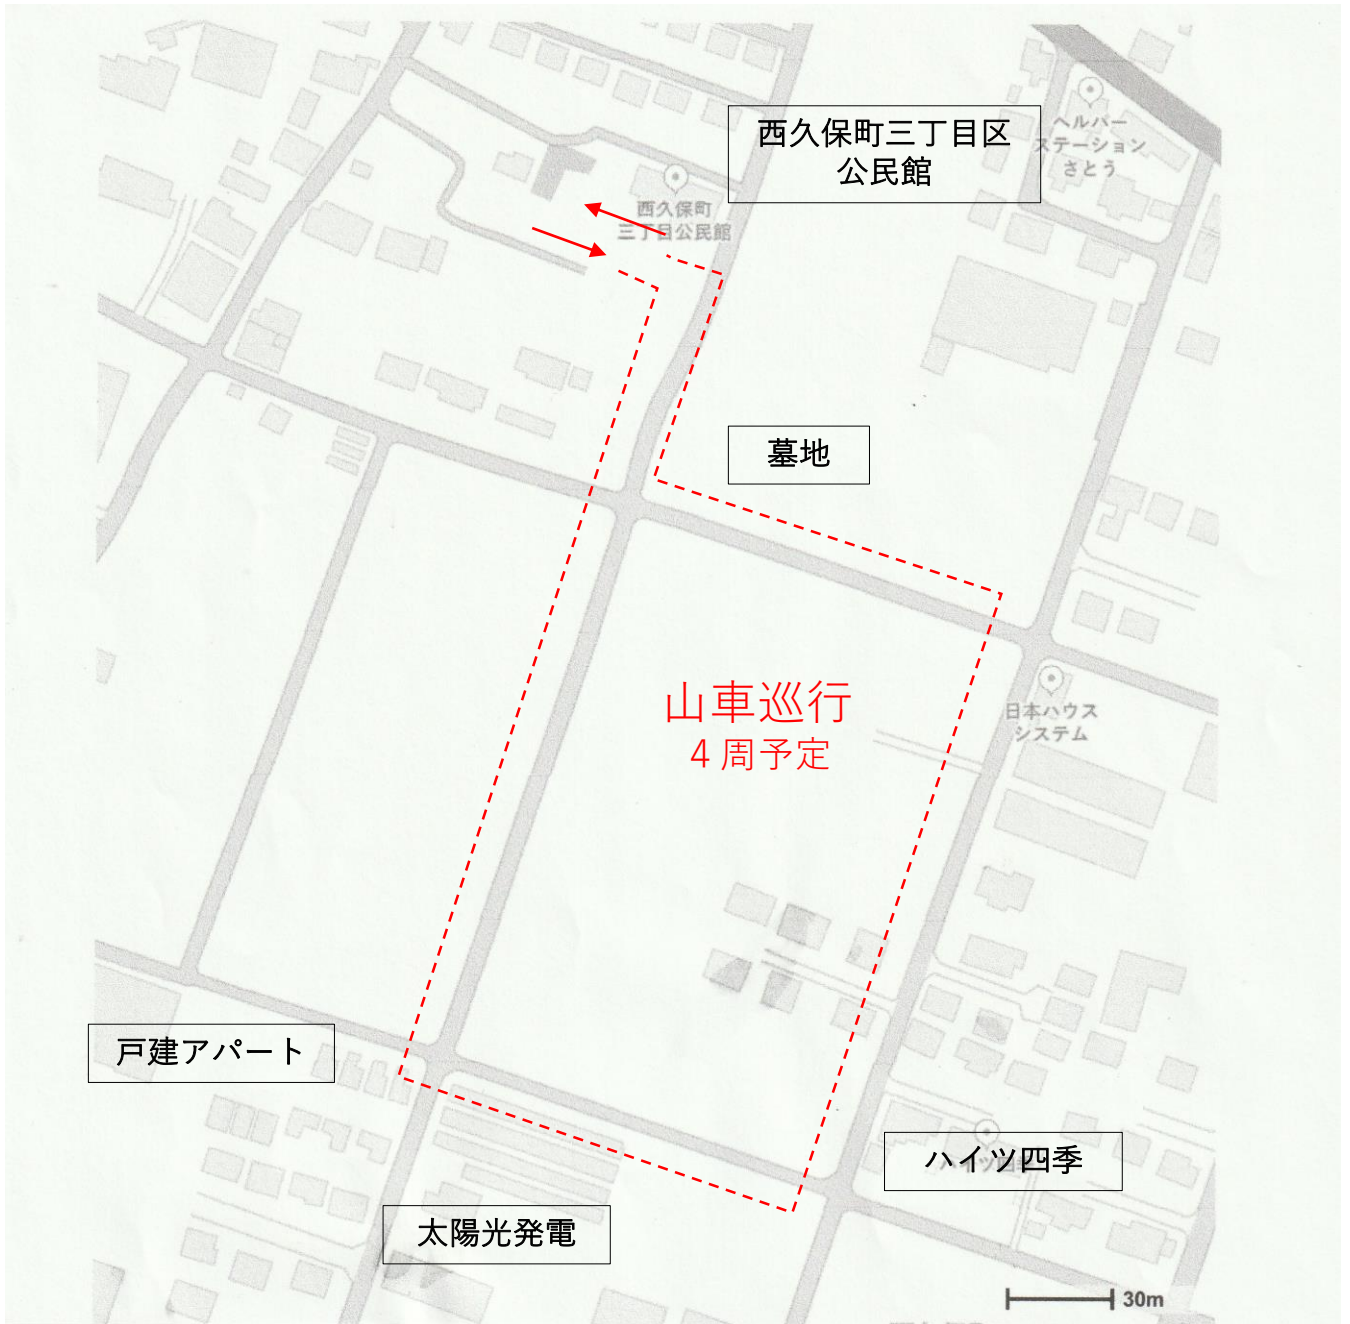 西久保町三丁目区
公民館
ヘルパー
ステーション
さとう
西久保町
三丁目公民館
墓地
山車巡行
4周予定
日本ハウス
システム
戸建アパート
ハイツ四季
太陽光発電
30m